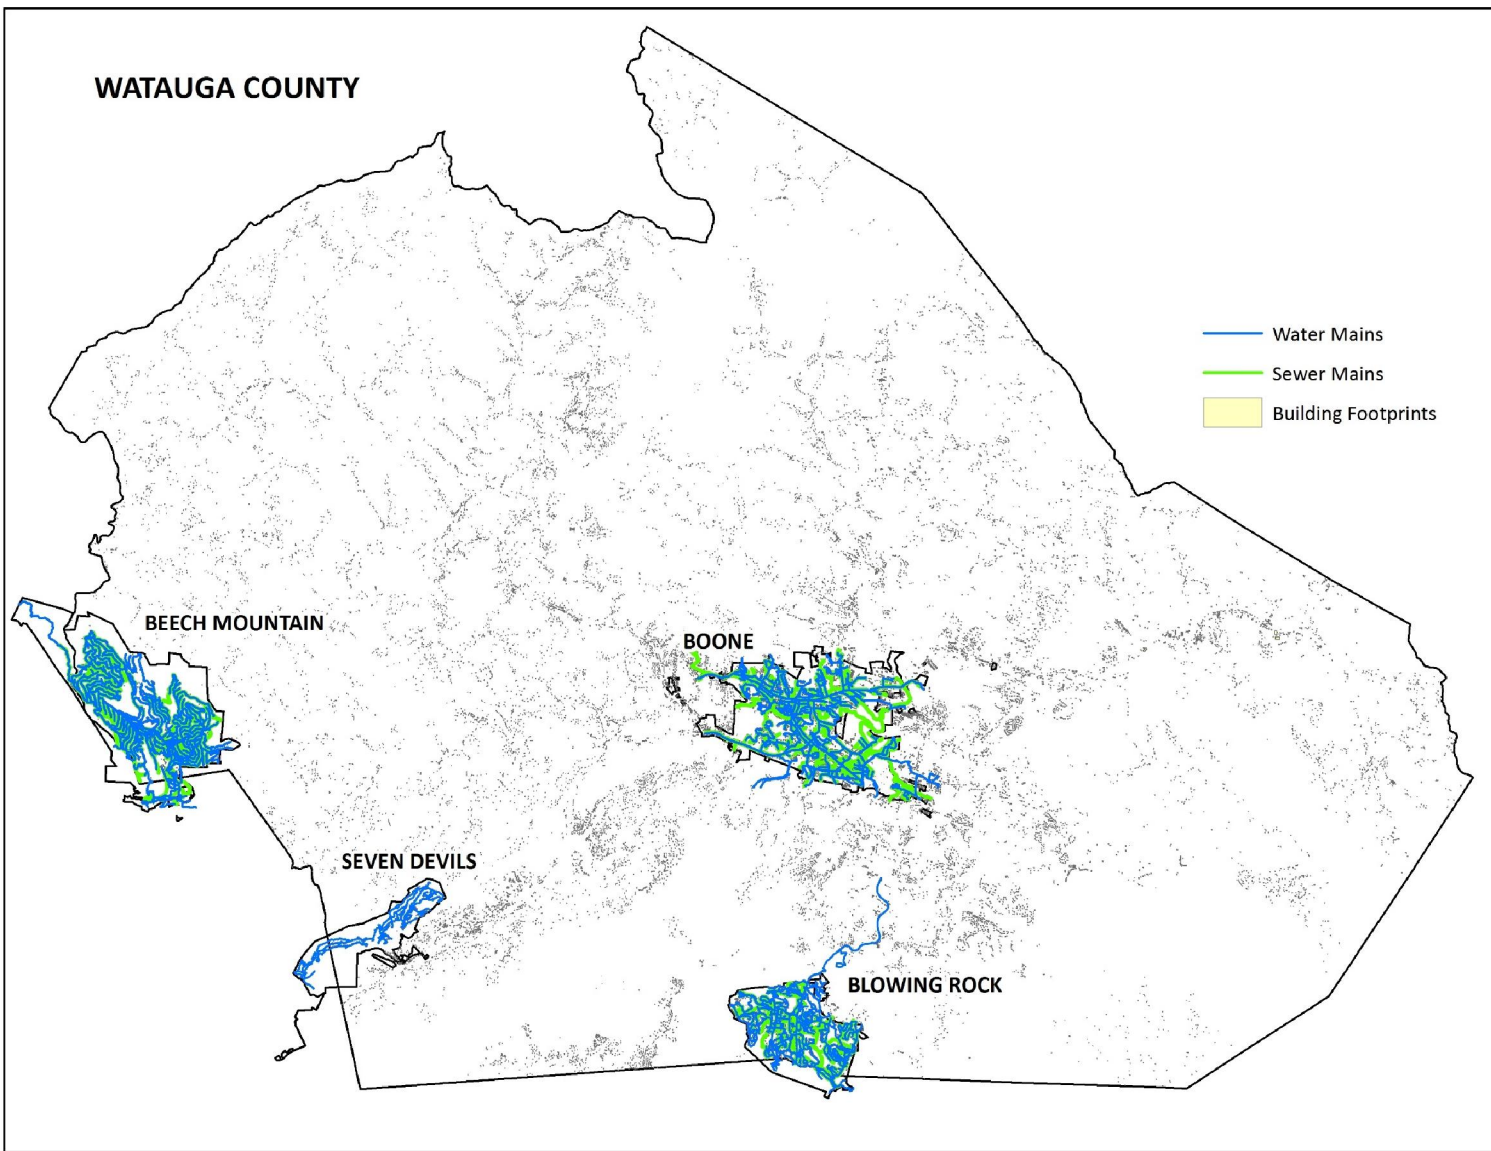 WATAUGA COUNTY
Water Mains
Sewer Mains
Building Footprints
BEECH MOUNTAIN
BOONE
SEVEN DEVILS
BLOWING ROCK